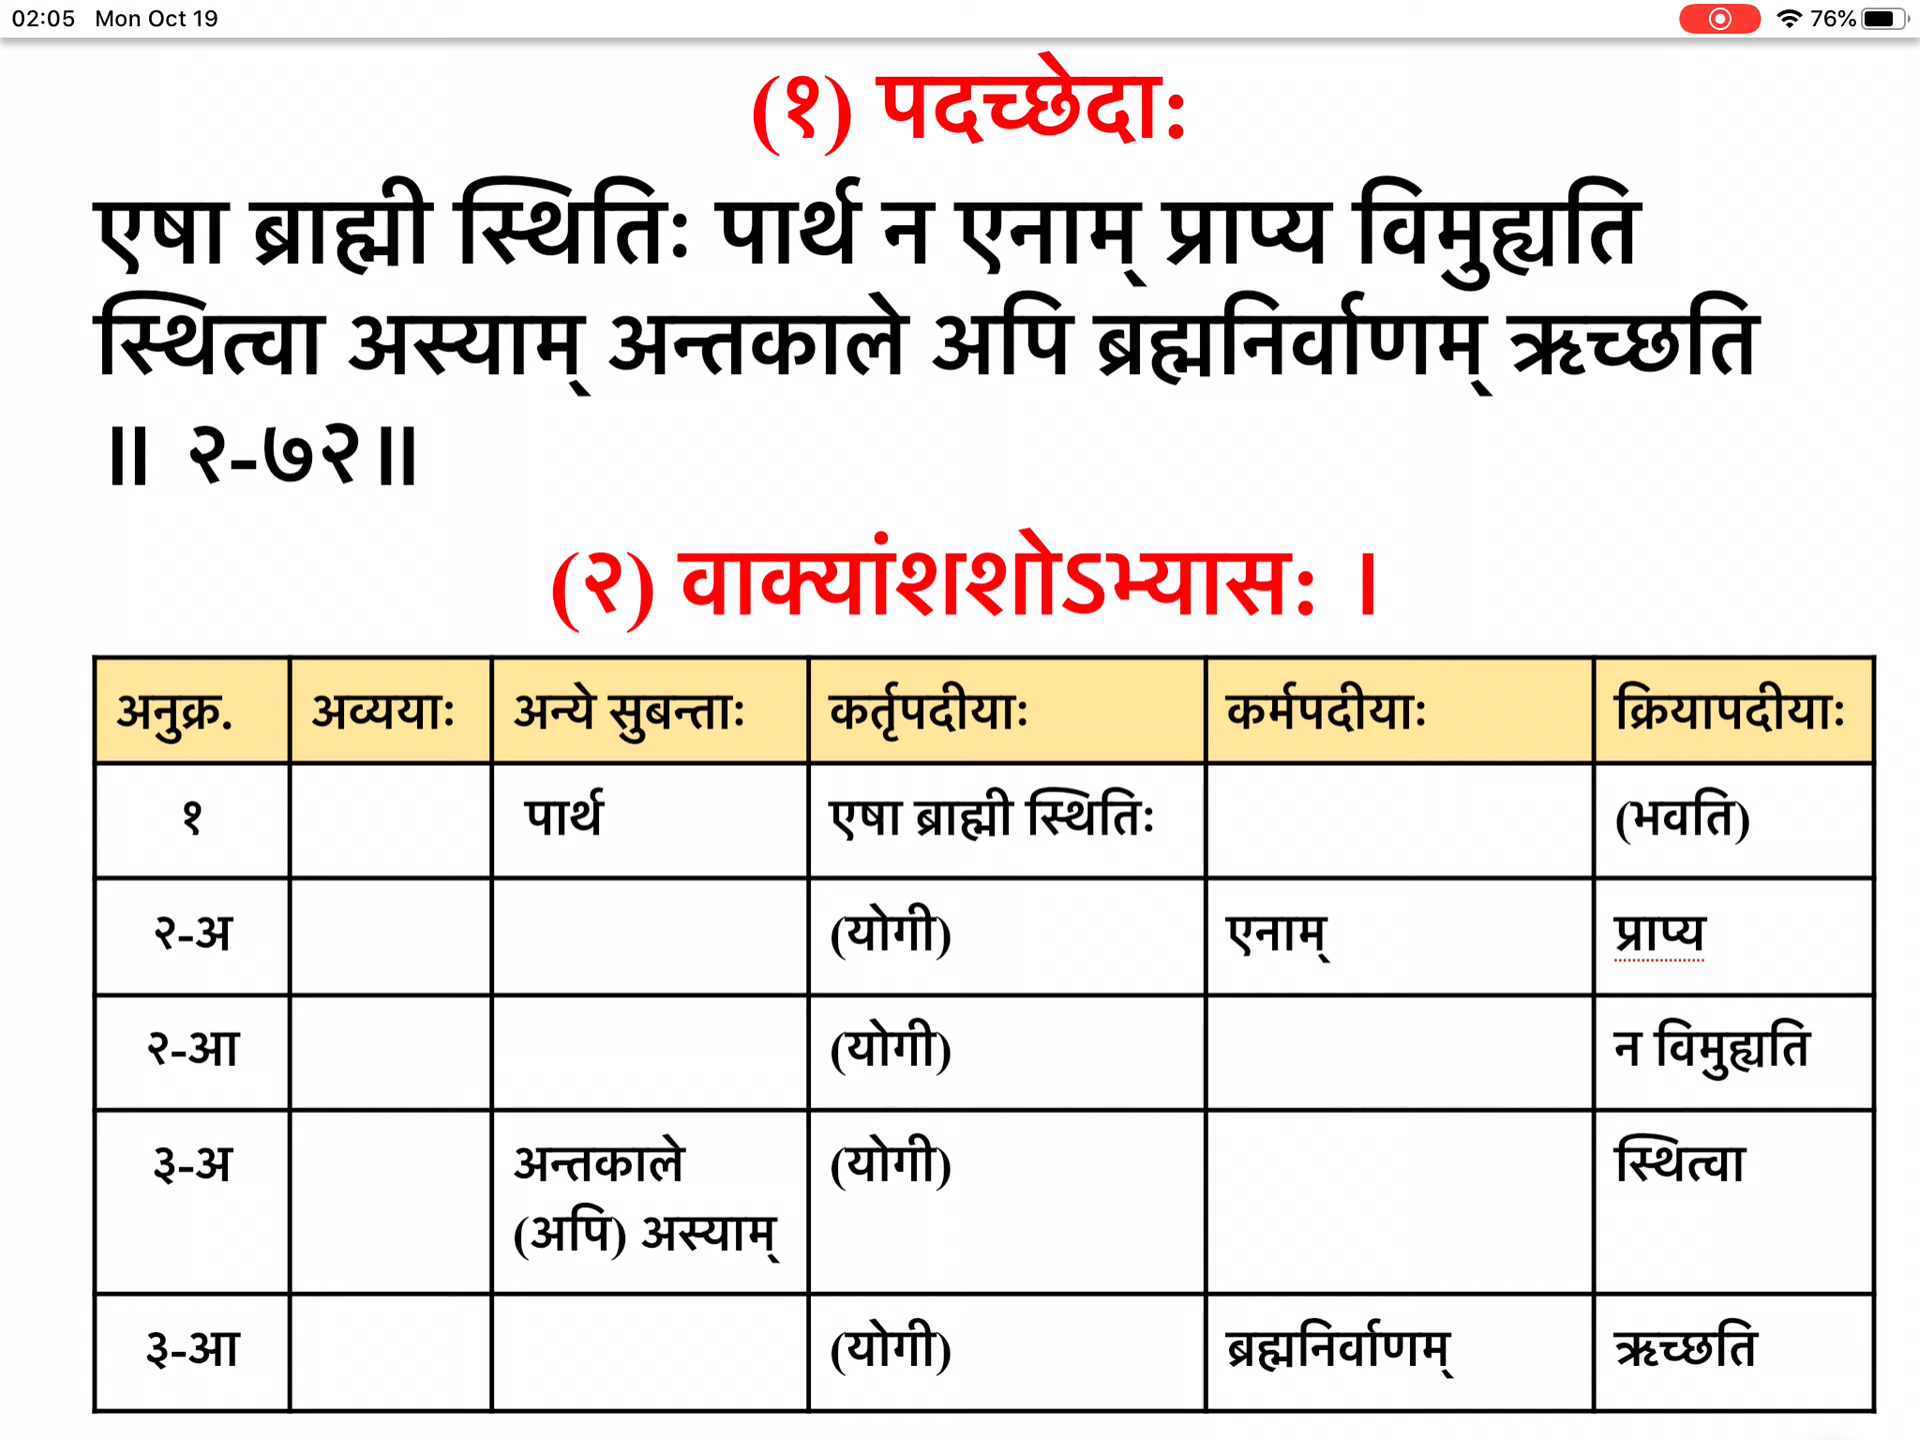 02:05 Mon Oct 19 76%
(१) पदच्छेदा:
एषा ब्राह्मी स्थितिः पार्थ न एनाम् प्राप्य विमुह्यति
स्थित्वा अस्याम् अन्तकाले अपि ब्रह्मनिर्वाणम् ऋच्छति
॥ २-७२॥
(२) वाक्यांशशोऽभ्यास: ।
अनुक्र. अव्ययाः अन्ये सुबन्ताः कर्तृपदीयाः कर्मपदीयाः क्रियापदीयाः
१ पार्थ एषा ब्राह्मी स्थितिः (भवति)
२-अ (योगी) एनाम् प्राप्य
२-आ (योगी) न विमुह्यति
३-अ अन्तकाले (योगी) स्थित्वा
(अपि) अस्याम्
३-आ (योगी) ब्रह्मनिर्वाणम् ऋच्छति